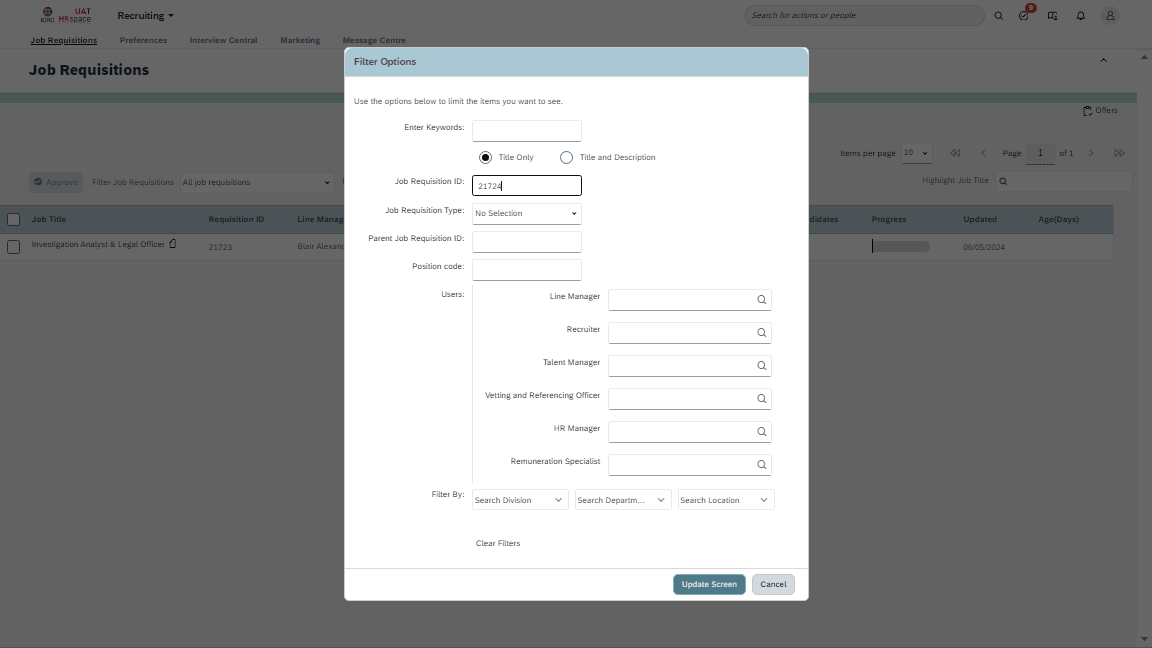 ICRC UAT HRspace
Recruiting
Search for actions or people
9
Job Requisitions Preferences Interview Central Marketing Message Centre
Job Requisitions
Offers
Items per page 10 Page 1 of 1
Approve Filter Job Requisitions All job requisitions Highlight Job Title
Job Title Requisition ID Line Manag didates Progress Updated Age(Days)
Investigation Analyst & Legal Officer 21723 Blair Alexand 06/05/2024 -
Filter Options
Use the options below to limit the items you want to see.
Enter Keywords:
Title Only Title and Description
Job Requisition ID: 21724
Job Requisition Type: No Selection
Parent Job Requisition ID:
Position code:
Users: Line Manager
Recruiter
Talent Manager
Vetting and Referencing Officer
HR Manager
Remuneration Specialist
Filter By: Search Division Search Departm... Search Location
Clear Filters
Update Screen Cancel